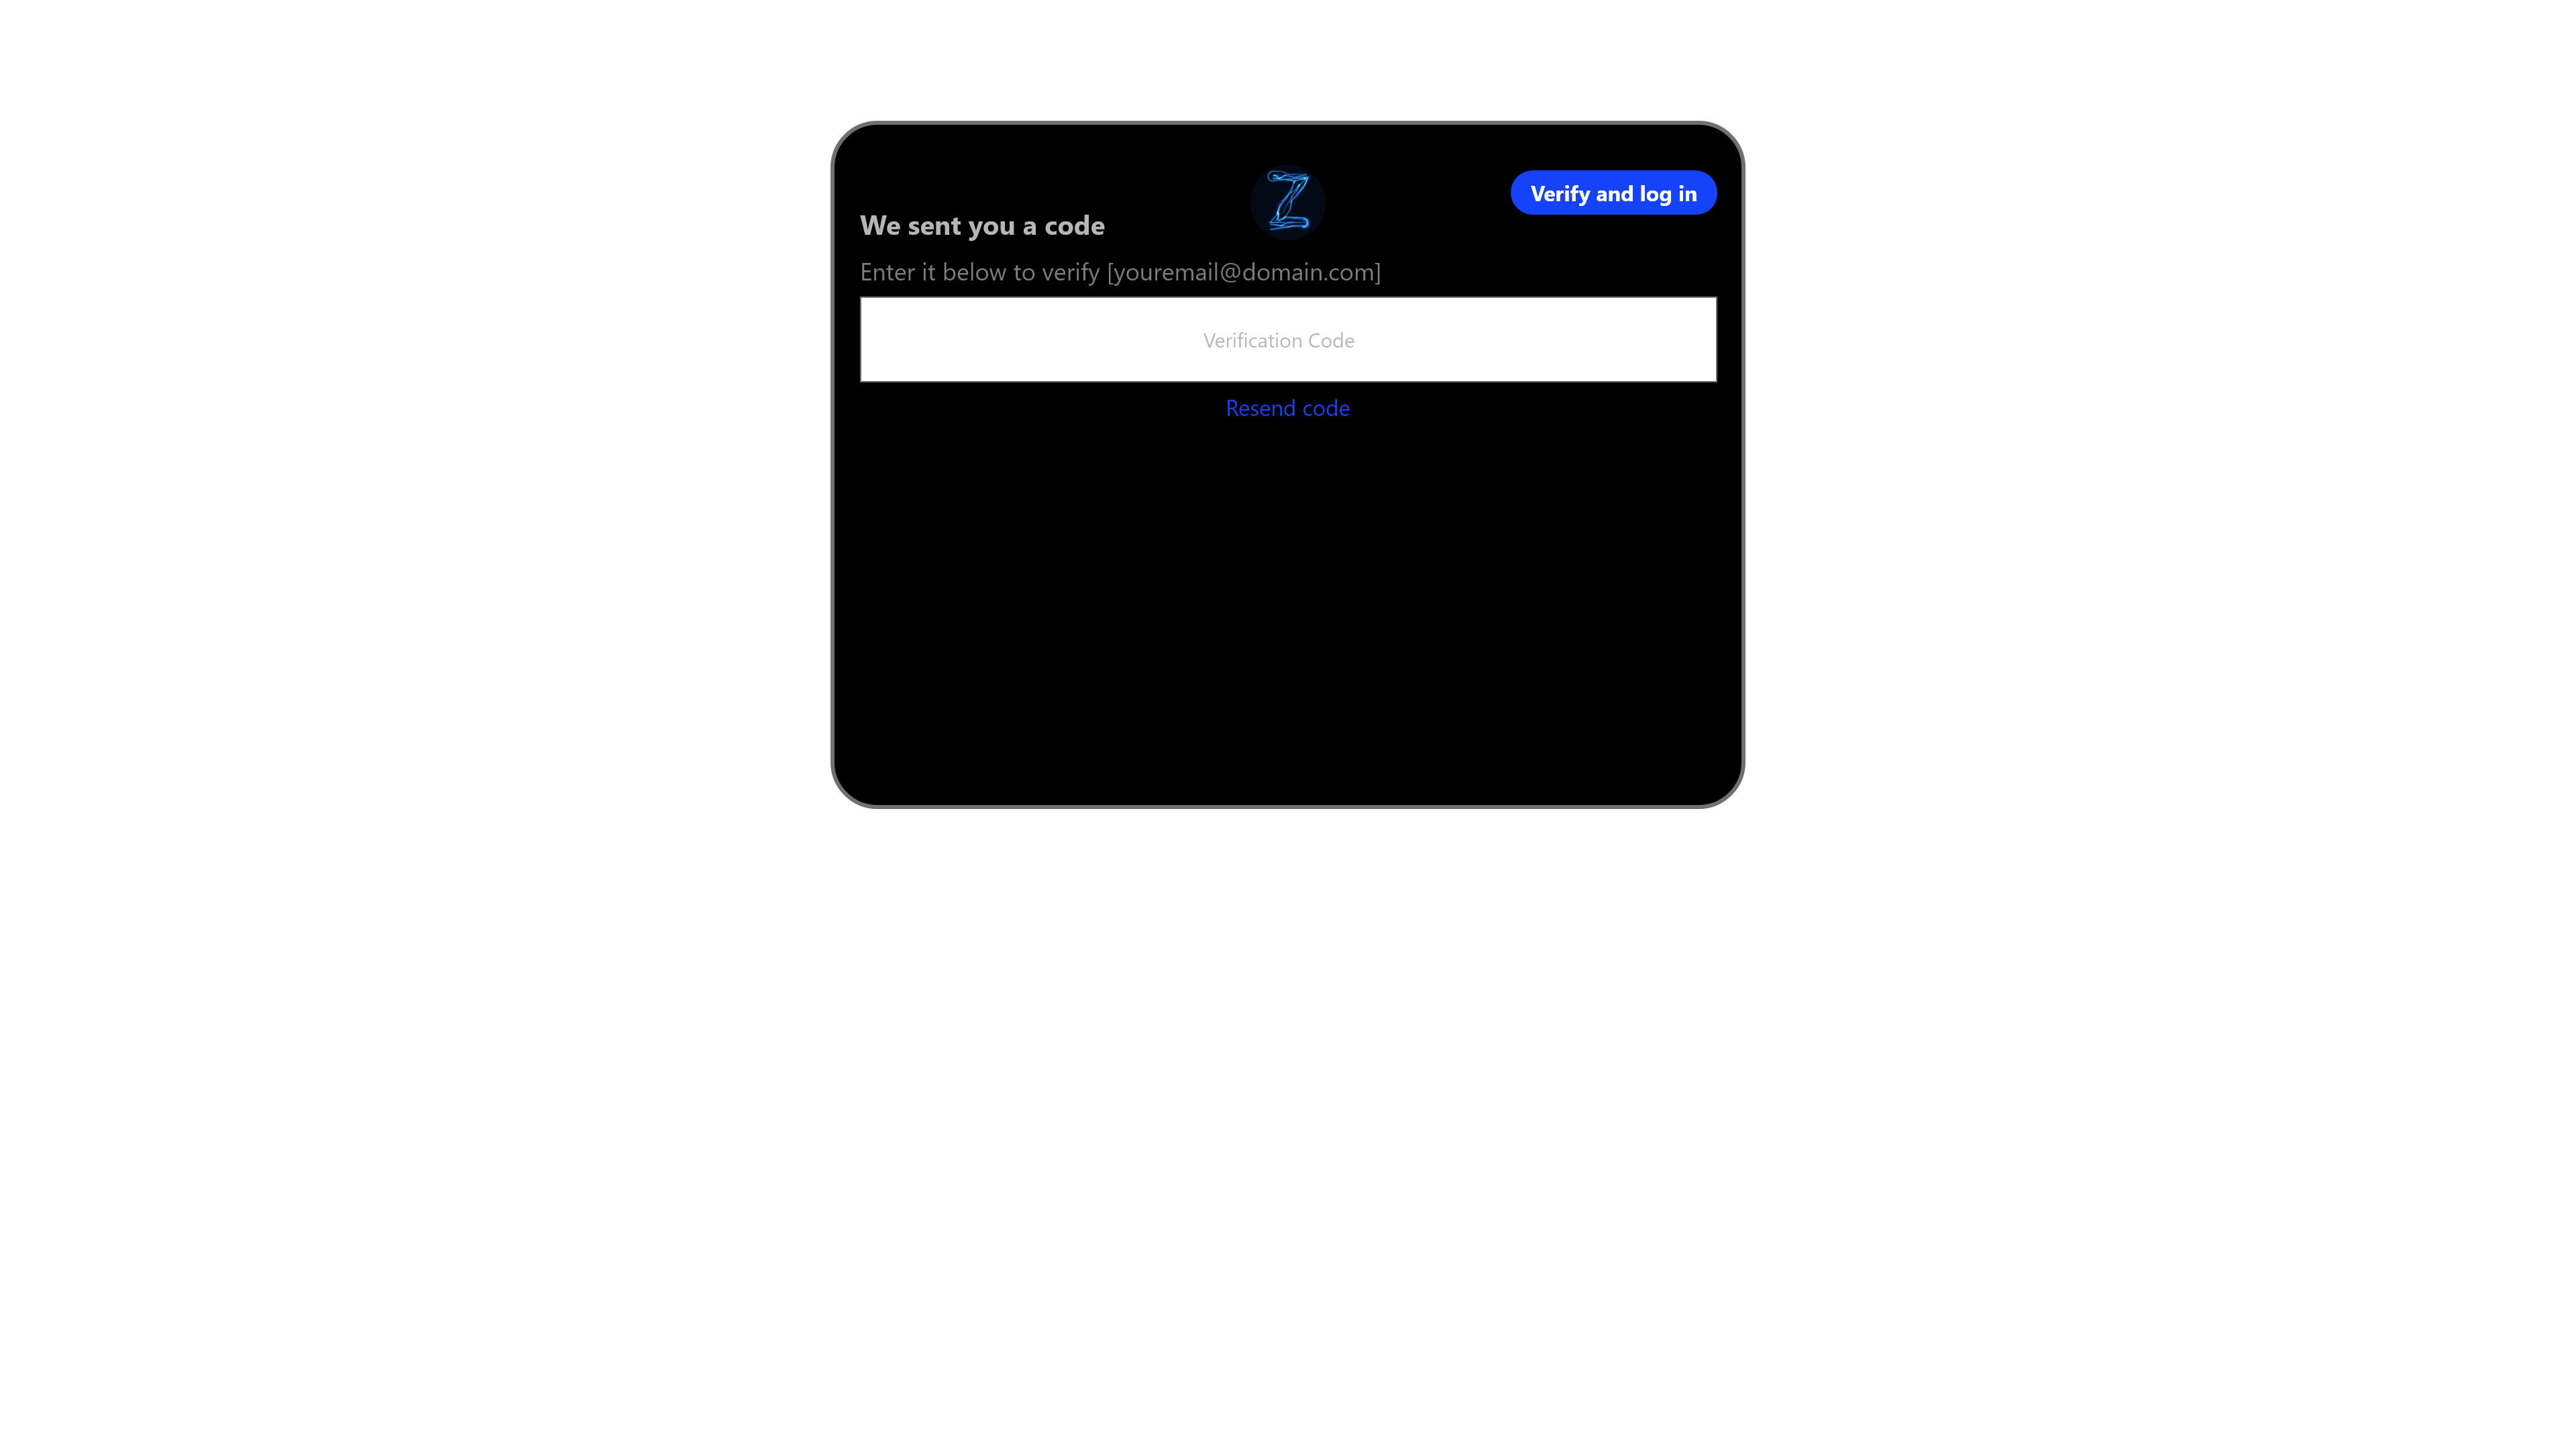 Z
Verify and log in
We sent you a code
Enter it below to verify [youremail@domain.com]
Verification Code
Resend code